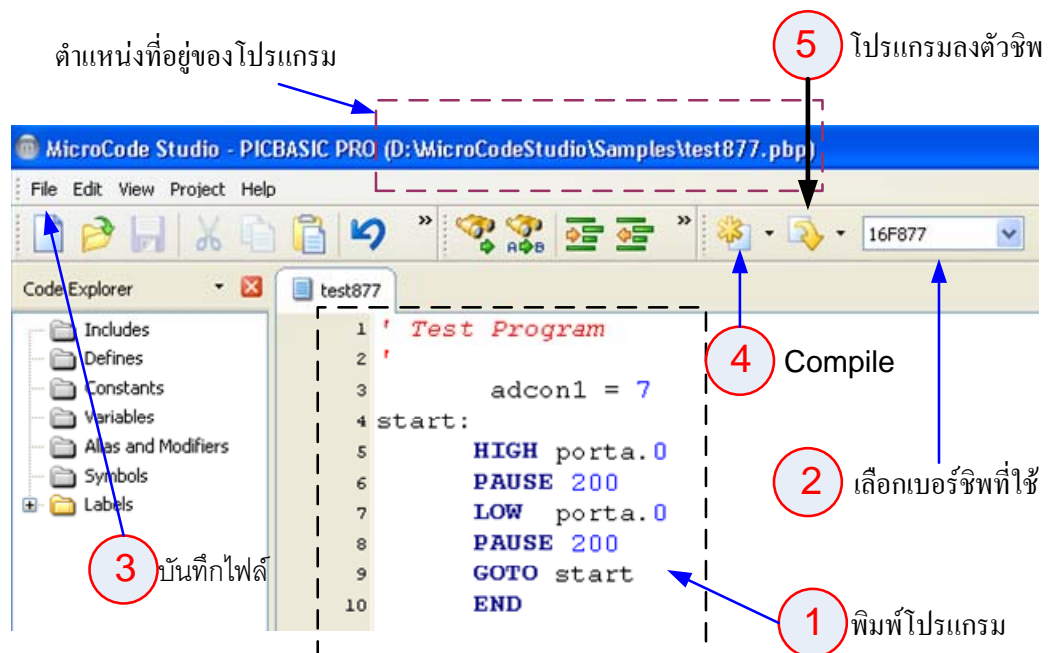 5 โปรแกรมลงตัวชิพ
ตำแหน่งที่อยู่ของโปรแกรม
MicroCode Studio - PICBASIC PRO (D:\MicroCodeStudio\Samples\test877.pbp)
File Edit View Project Help
» A B » 16F877
Code Explorer
test877
Includes
Defines
Constants
Variables
Alias and Modifiers
Symbols
Labels
1 ' Test Program
2 '
3 adcon1 = 7
4 start:
5 HIGH porta.0
6 PAUSE 200
7 LOW porta.0
8 PAUSE 200
9 GOTO start
10 END
4 Compile
2 เลือกเบอร์ชิพที่ใช้
3 บันทึกไฟล์
1 พิมพ์โปรแกรม